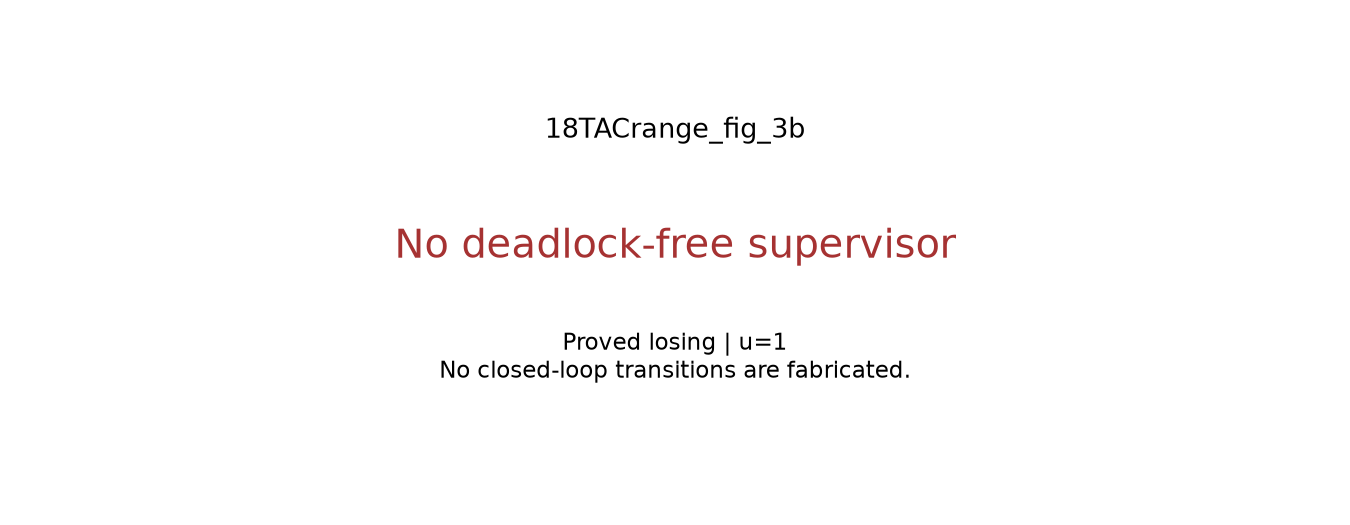 18TACrange_fig_3b
No deadlock-free supervisor
Proved losing | u=1
No closed-loop transitions are fabricated.